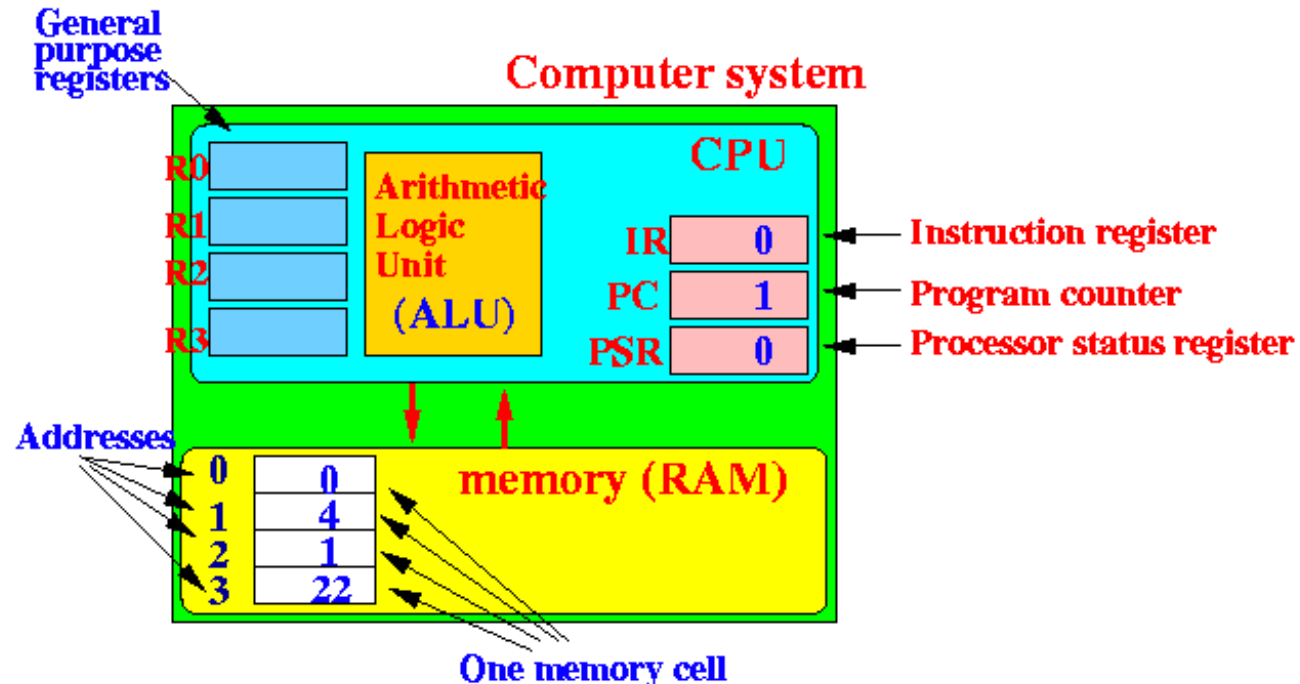 General
purpose
registers
Computer system
CPU
R0
R1
R2
R3
Arithmetic
Logic
Unit
(ALU)
IR 0
PC 1
PSR 0
Instruction register
Program counter
Processor status register
Addresses
memory (RAM)
0 0
1 4
2 1
3 22
One memory cell